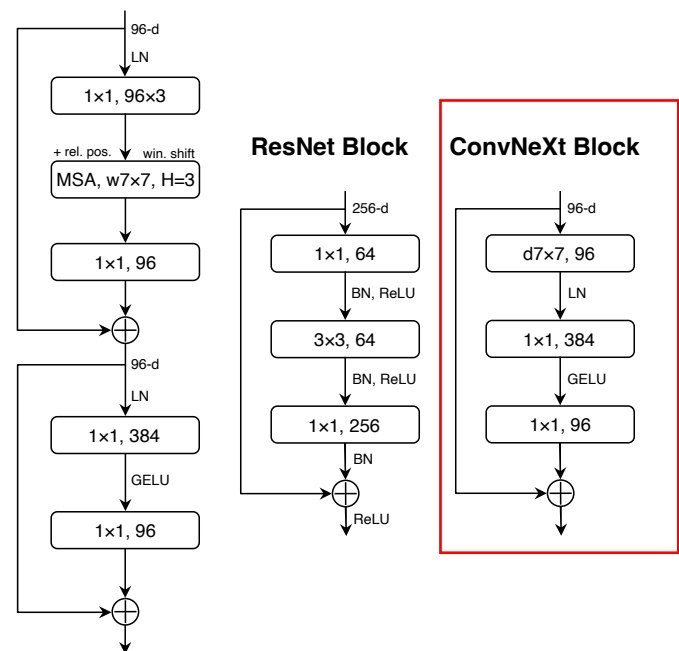 96-d
LN
1×1, 96×3
+ rel. pos. win. shift
MSA, w7×7, H=3
1×1, 96
96-d
LN
1×1, 384
GELU
1×1, 96
ResNet Block
256-d
1×1, 64
BN, ReLU
3×3, 64
BN, ReLU
1×1, 256
BN
ReLU
ConvNeXt Block
96-d
d7×7, 96
LN
1×1, 384
GELU
1×1, 96